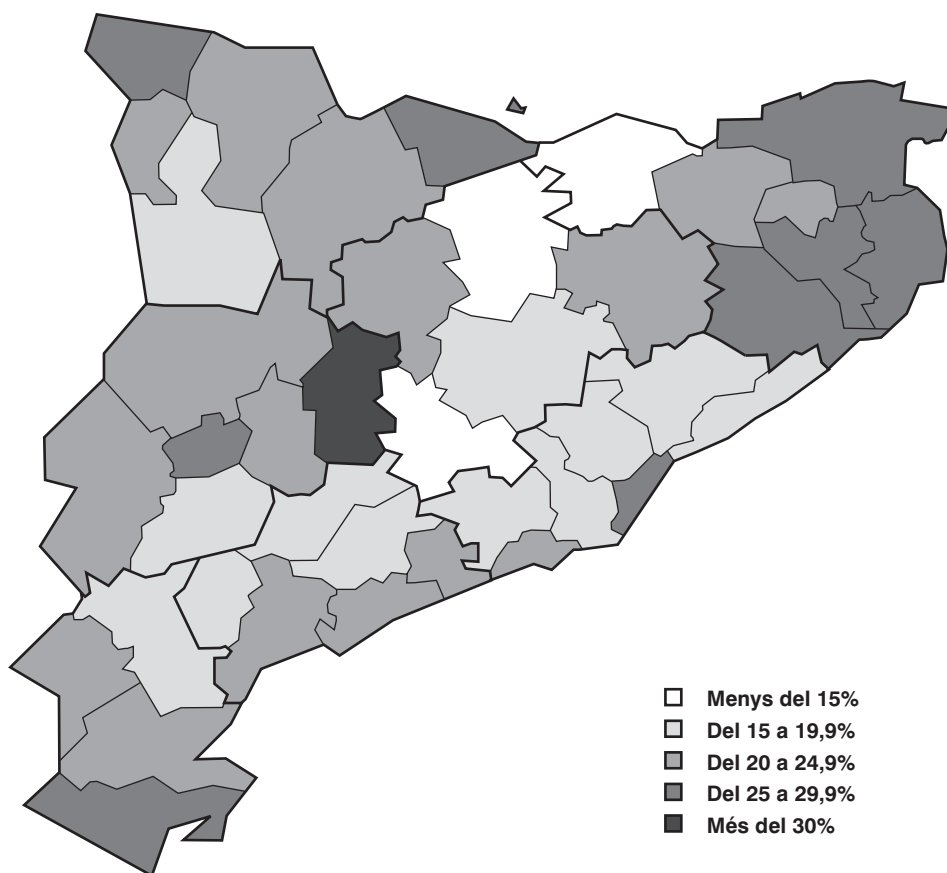 Menys del 15%
Del 15 a 19,9%
Del 20 a 24,9%
Del 25 a 29,9%
Més del 30%